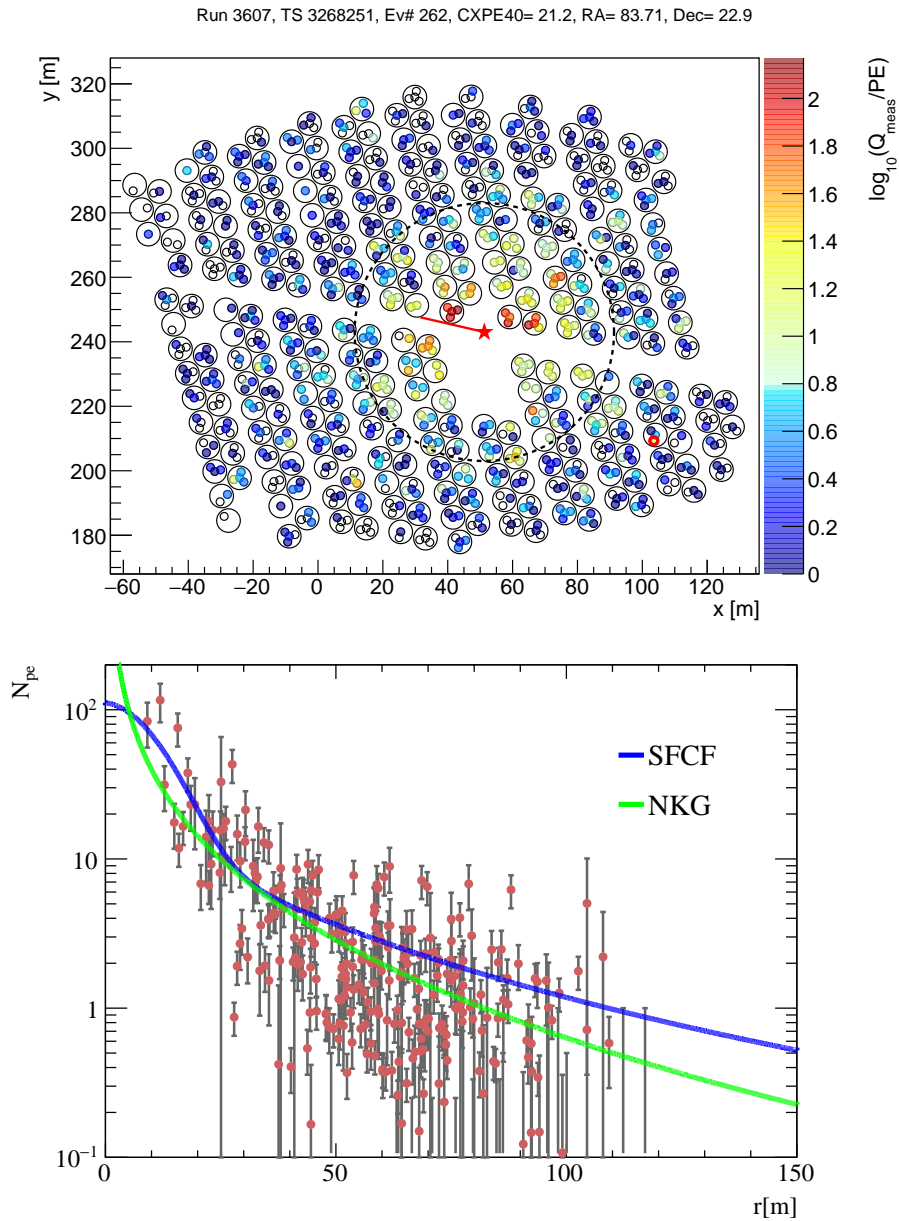 Run 3607, TS 3268251, Ev# 262, CXPE40= 21.2, RA= 83.71, Dec= 22.9
y [m]
320
300
280
260
240
220
200
180
−60 −40 −20 0 20 40 60 80 100 120
x [m]
2
1.8
1.6
1.4
1.2
1
0.8
0.6
0.4
0.2
0
log10(Qmeas/PE)
Npe
10^2
10
1
10^−1
0 50 100 150
r[m]
SFCF
NKG